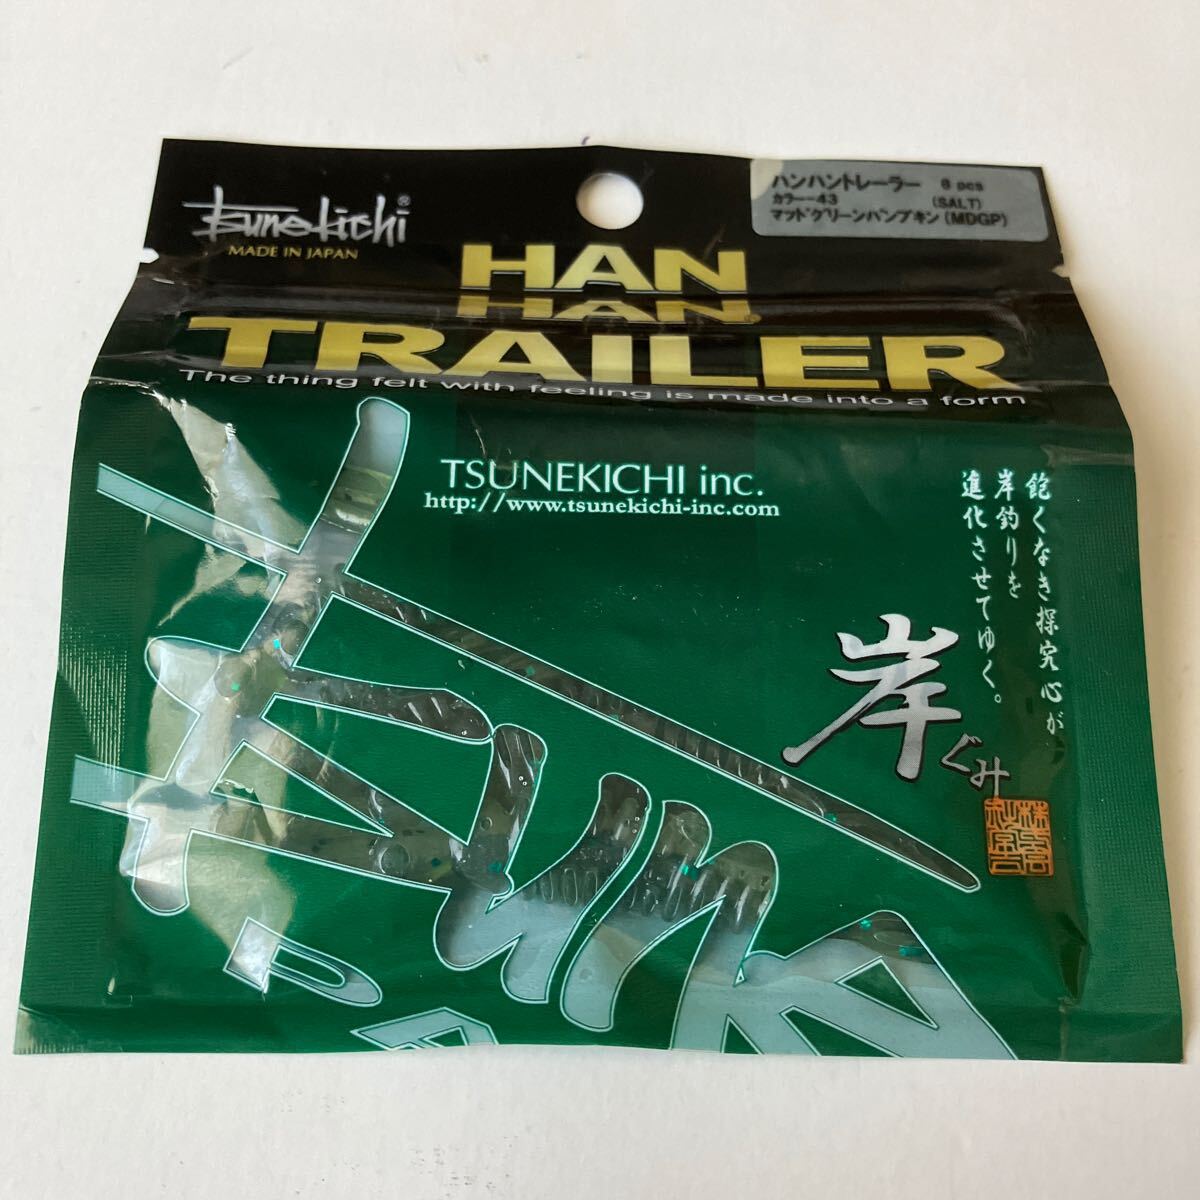 tsunekichi®
MADE IN JAPAN
ハンハントレーラー 8 pcs
カラー43 (SALT)
マッドグリーンパンプキン(MDGP)
HAN
HAN®
TRAILER
The thing felt with feeling is made into a form
TSUNEKICHI inc.
http://www.tsunekichi-inc.com
飽くなき探究心が
岸釣りを
進化させてゆく。
岸ぐみ